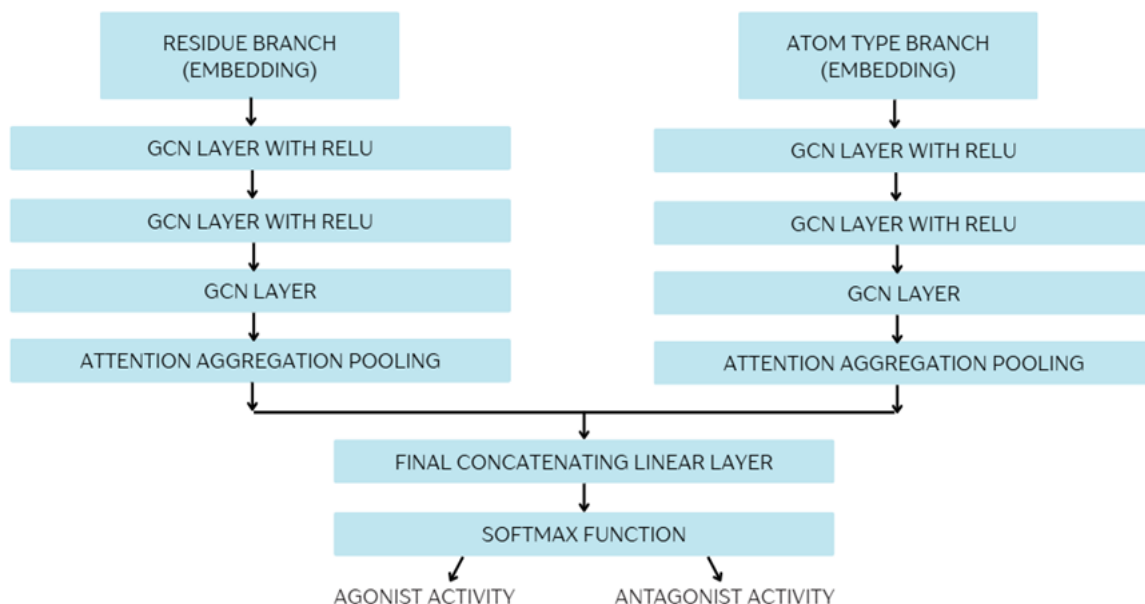 RESIDUE BRANCH
(EMBEDDING)
GCN LAYER WITH RELU
GCN LAYER WITH RELU
GCN LAYER
ATTENTION AGGREGATION POOLING
ATOM TYPE BRANCH
(EMBEDDING)
GCN LAYER WITH RELU
GCN LAYER WITH RELU
GCN LAYER
ATTENTION AGGREGATION POOLING
FINAL CONCATENATING LINEAR LAYER
SOFTMAX FUNCTION
AGONIST ACTIVITY
ANTAGONIST ACTIVITY